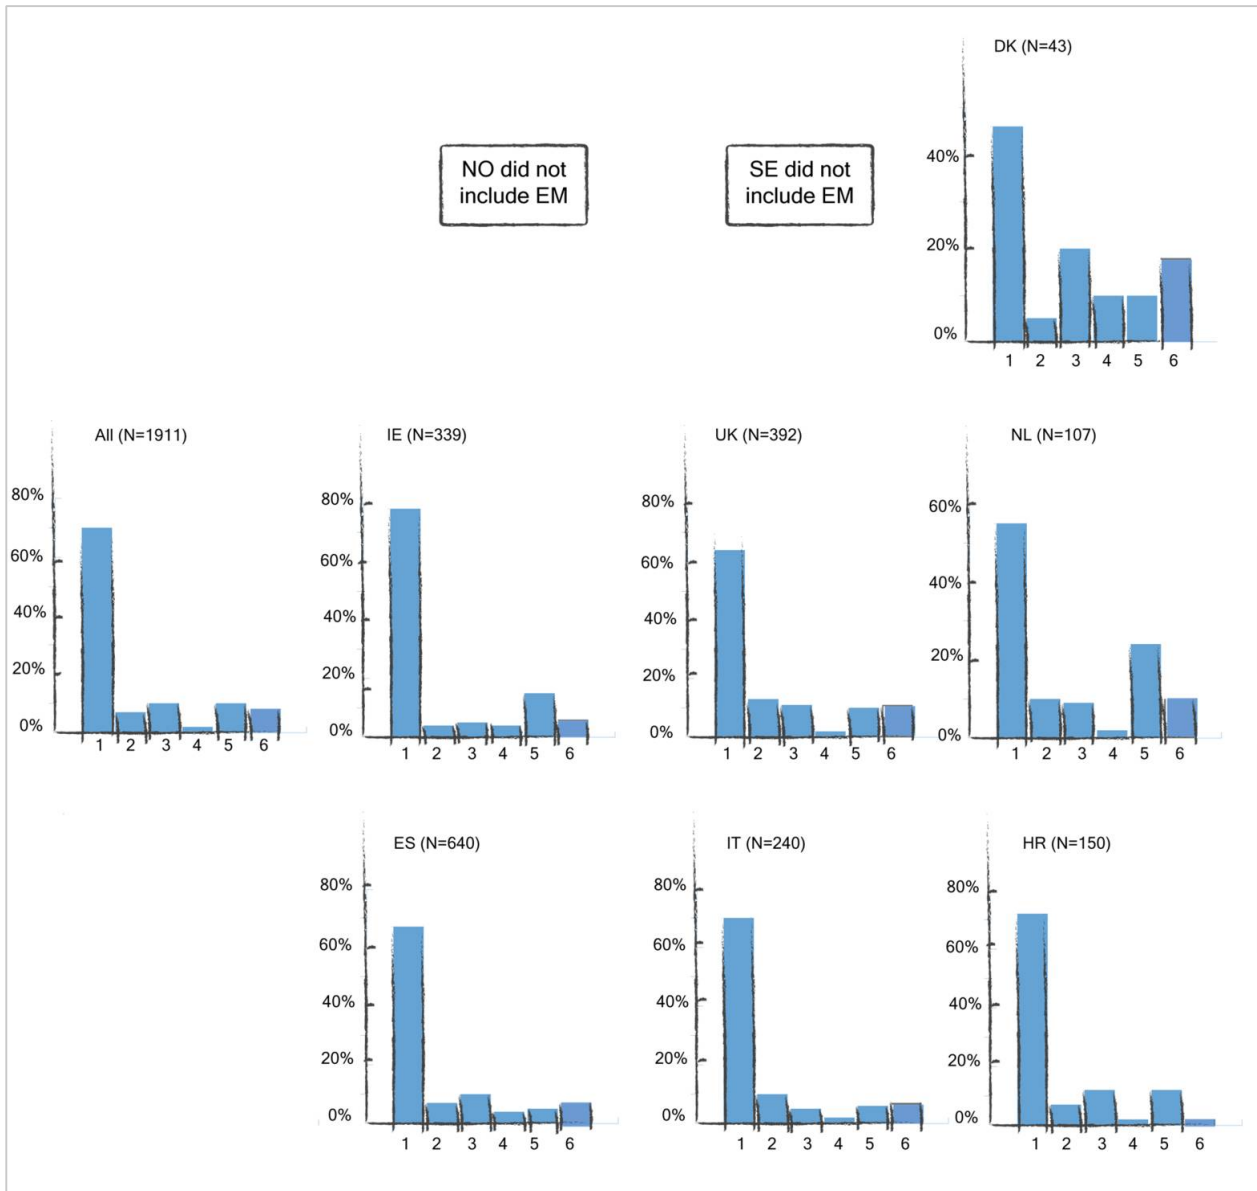 DK (N=43)
NO did not
include EM
SE did not
include EM
40%
20%
0%
1 2 3 4 5 6
All (N=1911)
80%
60%
40%
20%
0%
1 2 3 4 5 6
IE (N=339)
80%
60%
40%
20%
0%
1 2 3 4 5 6
UK (N=392)
80%
60%
40%
20%
0%
1 2 3 4 5 6
NL (N=107)
60%
40%
20%
0%
1 2 3 4 5 6
ES (N=640)
80%
60%
40%
20%
0%
1 2 3 4 5 6
IT (N=240)
80%
60%
40%
20%
0%
1 2 3 4 5 6
HR (N=150)
80%
60%
40%
20%
0%
1 2 3 4 5 6